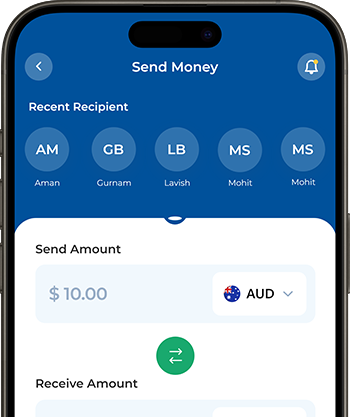 Send Money
Recent Recipient
AM GB LB MS MS
Aman Gurnam Lavish Mohit Mohit
Send Amount
$ 10.00 AUD
Receive Amount